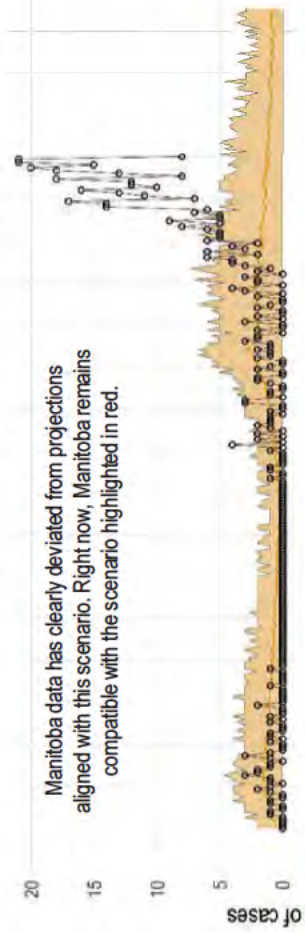 Manitoba data has clearly deviated from projections
aligned with this scenario. Right now, Manitoba remains
compatible with the scenario highlighted in red.
20
15
10
5
0
of cases